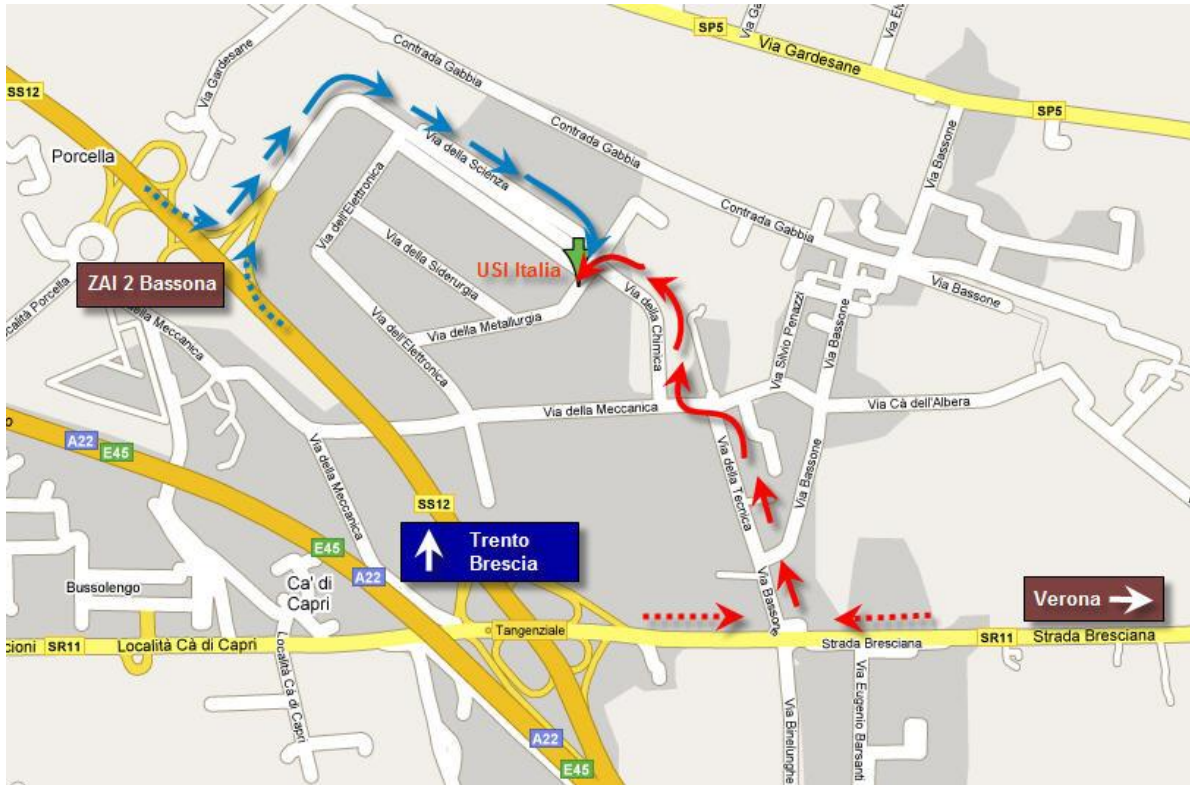 SP5
Via Gardesane
SP5
Via Gardesane
Contrada Gabbia
SS12
Porcella
Via della Scienza
Contrada Gabbia
Via Bassone
Via dell'Elettronica
Contrada Gabbia
Via della Siderurgia
USI Italia
ZAI 2 Bassona
Via Bassone
Via della Chimica
Via Silvio Penazzi
Via Bassone
Località Porcella
Via della Meccanica
Via della Metallurgia
Via dell'Elettronica
Via della Meccanica
Via Cà dell'Albera
A22
E45
Via della Meccanica
Via della Tecnica
Via Bassone
SS12
Trento
Brescia
E45
A22
Bussolengo
Ca' di
Capri
Via Bassone
Verona
Tangenziale
SR11
Località Cà di Capri
Strada Bresciana
SR11
Strada Bresciana
Località Cà di Capri
Via Binelunghe
Via Eugenio Barsanti
A22
E45